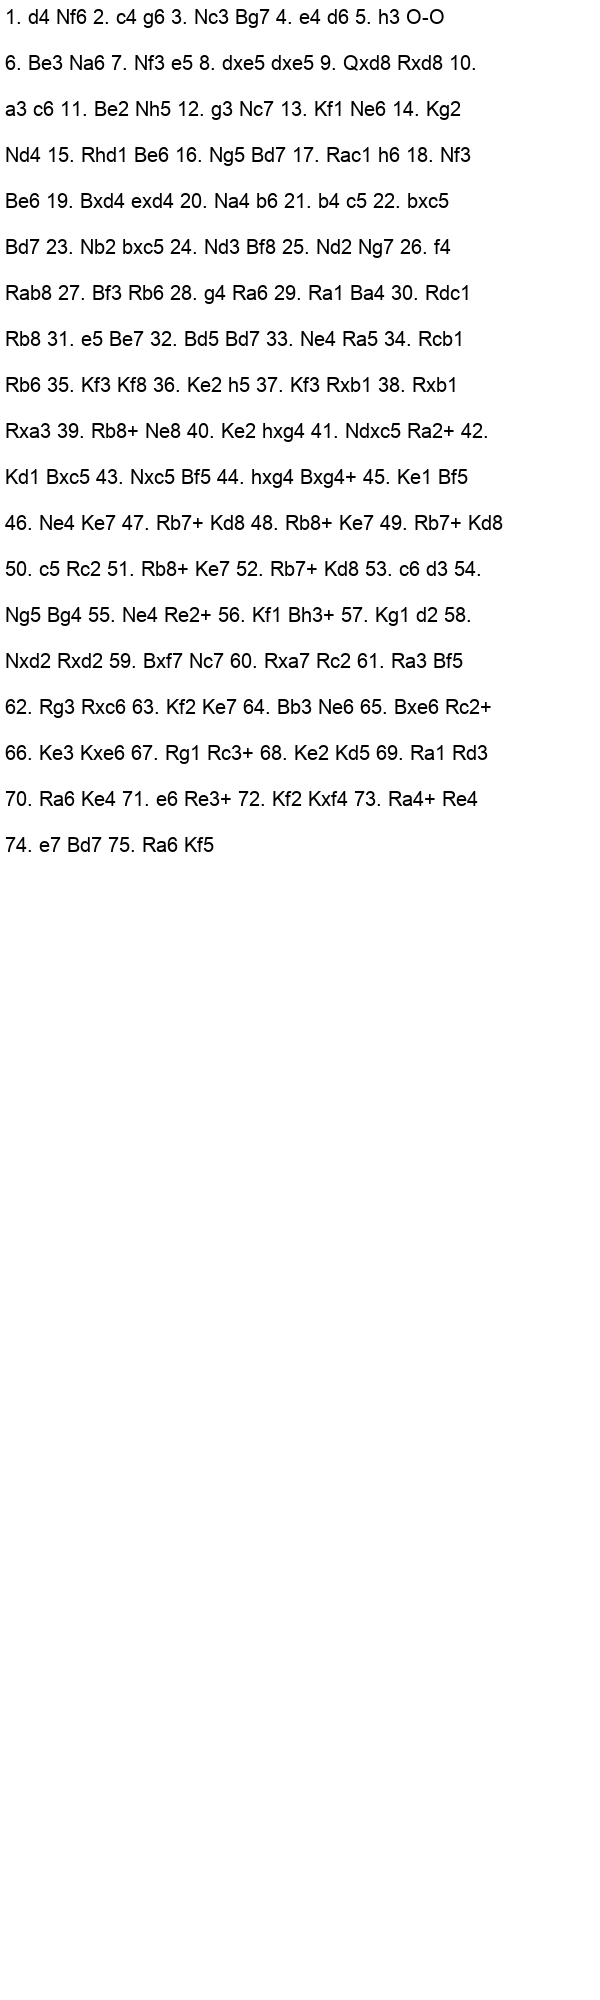 1. d4 Nf6 2. c4 g6 3. Nc3 Bg7 4. e4 d6 5. h3 O-O
6. Be3 Na6 7. Nf3 e5 8. dxe5 dxe5 9. Qxd8 Rxd8 10.
a3 c6 11. Be2 Nh5 12. g3 Nc7 13. Kf1 Ne6 14. Kg2
Nd4 15. Rhd1 Be6 16. Ng5 Bd7 17. Rac1 h6 18. Nf3
Be6 19. Bxd4 exd4 20. Na4 b6 21. b4 c5 22. bxc5
Bd7 23. Nb2 bxc5 24. Nd3 Bf8 25. Nd2 Ng7 26. f4
Rab8 27. Bf3 Rb6 28. g4 Ra6 29. Ra1 Ba4 30. Rdc1
Rb8 31. e5 Be7 32. Bd5 Bd7 33. Ne4 Ra5 34. Rcb1
Rb6 35. Kf3 Kf8 36. Ke2 h5 37. Kf3 Rxb1 38. Rxb1
Rxa3 39. Rb8+ Ne8 40. Ke2 hxg4 41. Ndxc5 Ra2+ 42.
Kd1 Bxc5 43. Nxc5 Bf5 44. hxg4 Bxg4+ 45. Ke1 Bf5
46. Ne4 Ke7 47. Rb7+ Kd8 48. Rb8+ Ke7 49. Rb7+ Kd8
50. c5 Rc2 51. Rb8+ Ke7 52. Rb7+ Kd8 53. c6 d3 54.
Ng5 Bg4 55. Ne4 Re2+ 56. Kf1 Bh3+ 57. Kg1 d2 58.
Nxd2 Rxd2 59. Bxf7 Nc7 60. Rxa7 Rc2 61. Ra3 Bf5
62. Rg3 Rxc6 63. Kf2 Ke7 64. Bb3 Ne6 65. Bxe6 Rc2+
66. Ke3 Kxe6 67. Rg1 Rc3+ 68. Ke2 Kd5 69. Ra1 Rd3
70. Ra6 Ke4 71. e6 Re3+ 72. Kf2 Kxf4 73. Ra4+ Re4
74. e7 Bd7 75. Ra6 Kf5